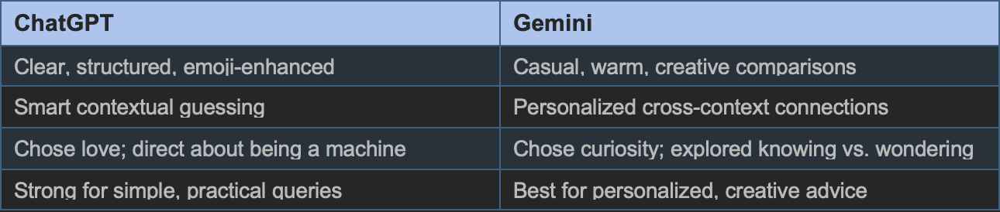 ChatGPT
Gemini
Clear, structured, emoji-enhanced
Casual, warm, creative comparisons
Smart contextual guessing
Personalized cross-context connections
Chose love; direct about being a machine
Chose curiosity; explored knowing vs. wondering
Strong for simple, practical queries
Best for personalized, creative advice